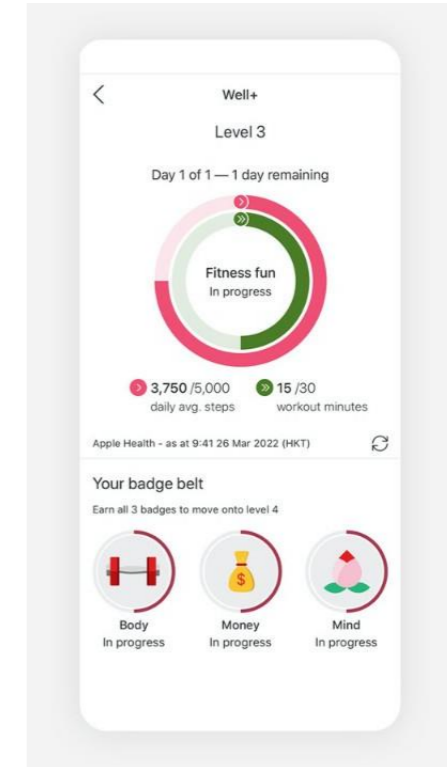 Well+
Level 3
Day 1 of 1 — 1 day remaining
Fitness fun
In progress
3,750 /5,000
daily avg. steps
15 /30
workout minutes
Apple Health - as at 9:41 26 Mar 2022 (HKT)
Your badge belt
Earn all 3 badges to move onto level 4
$
Body
In progress
Money
In progress
Mind
In progress